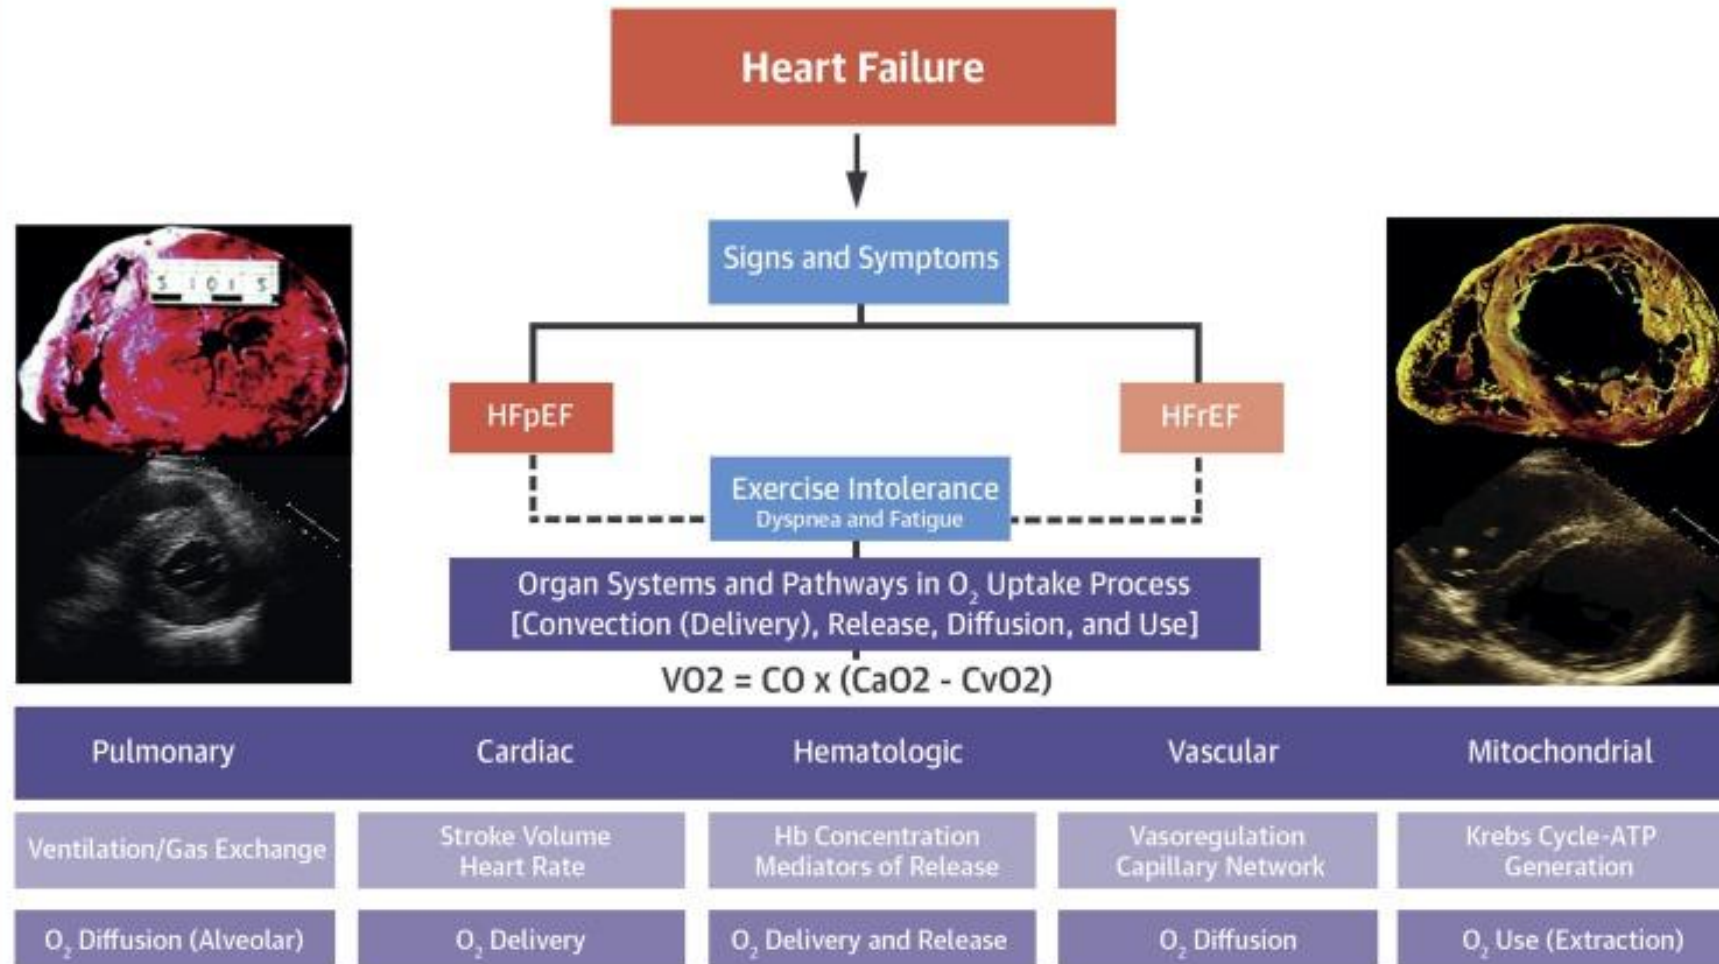 Heart Failure
Signs and Symptoms
5 10 15
HFpEF
HFrEF
Exercise Intolerance
Dyspnea and Fatigue
Organ Systems and Pathways in O₂ Uptake Process
[Convection (Delivery), Release, Diffusion, and Use]
VO2 = CO x (CaO2 - CvO2)
Pulmonary
Cardiac
Hematologic
Vascular
Mitochondrial
Ventilation/Gas Exchange
Stroke Volume
Heart Rate
Hb Concentration
Mediators of Release
Vasoregulation
Capillary Network
Krebs Cycle-ATP
Generation
O₂ Diffusion (Alveolar)
O₂ Delivery
O₂ Delivery and Release
O₂ Diffusion
O₂ Use (Extraction)